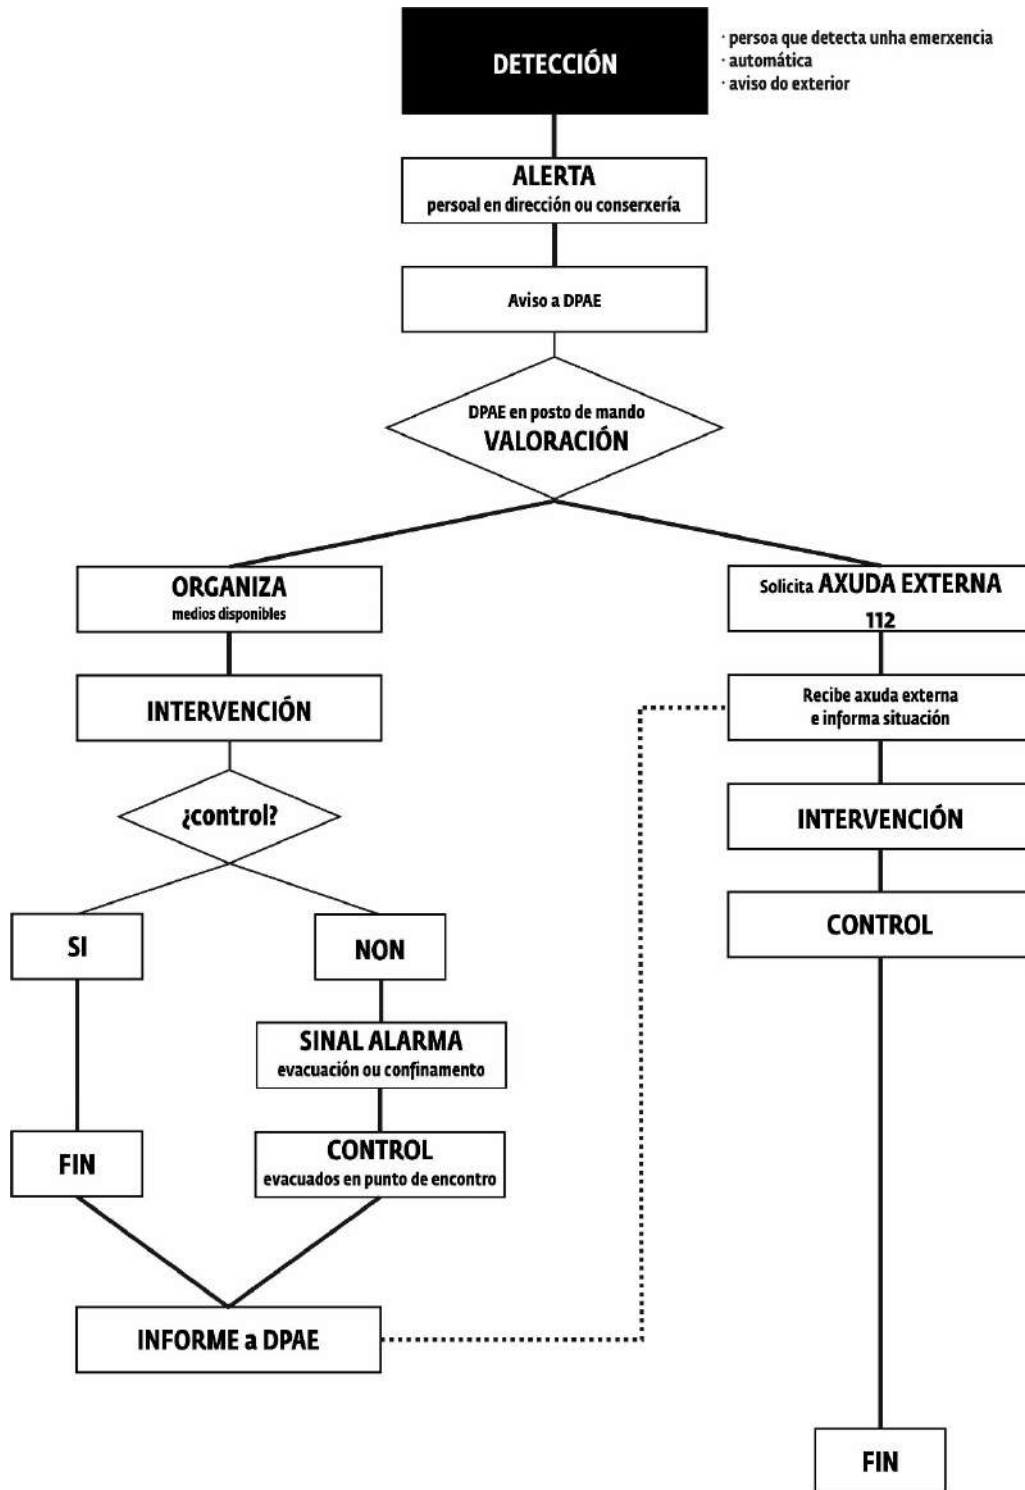 DETECCIÓN
· persoa que detecta unha emerxencia
· automática
· aviso do exterior
ALERTA
persoal en dirección ou conserxería
Aviso a DPAE
DPAE en posto de mando
VALORACIÓN
ORGANIZA
medios disponibles
INTERVENCIÓN
¿control?
SI
NON
SINAL ALARMA
evacuación ou confinamento
FIN
CONTROL
evacuados en punto de encontro
INFORME a DPAE
Solicita AXUDA EXTERNA
112
Recibe axuda externa
e informa situación
INTERVENCIÓN
CONTROL
FIN